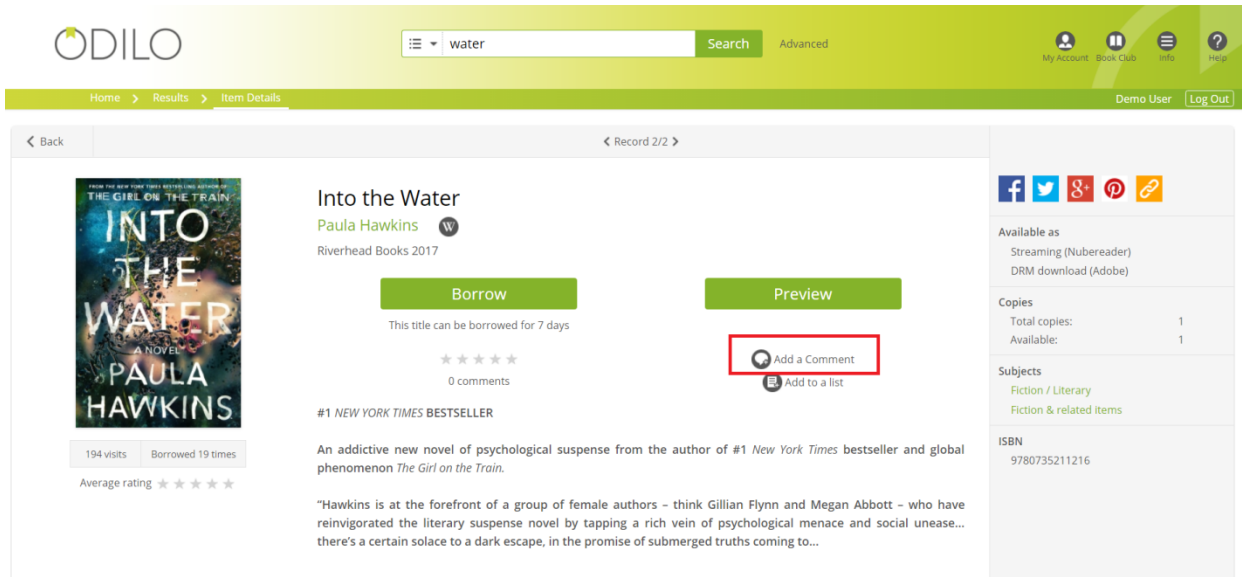 ODILO
water
Search
Advanced
My Account
Book Club
Info
Help
Home
Results
Item Details
Demo User
Log Out
Back
Record 2/2
FROM THE NEW YORK TIMES BESTSELLING AUTHOR OF
THE GIRL ON THE TRAIN
INTO
THE
WATER
A NOVEL
PAULA
HAWKINS
194 visits
Borrowed 19 times
Average rating
Into the Water
Paula Hawkins
W
Riverhead Books 2017
Borrow
This title can be borrowed for 7 days
0 comments
Preview
Add a Comment
Add to a list
#1 NEW YORK TIMES BESTSELLER
An addictive new novel of psychological suspense from the author of #1 New York Times bestseller and global
phenomenon The Girl on the Train.
“Hawkins is at the forefront of a group of female authors – think Gillian Flynn and Megan Abbott – who have
reinvigorated the literary suspense novel by tapping a rich vein of psychological menace and social unease…
there’s a certain solace to a dark escape, in the promise of submerged truths coming to…
Available as
Streaming (Nubereader)
DRM download (Adobe)
Copies
Total copies: 1
Available: 1
Subjects
Fiction / Literary
Fiction & related items
ISBN
9780735211216